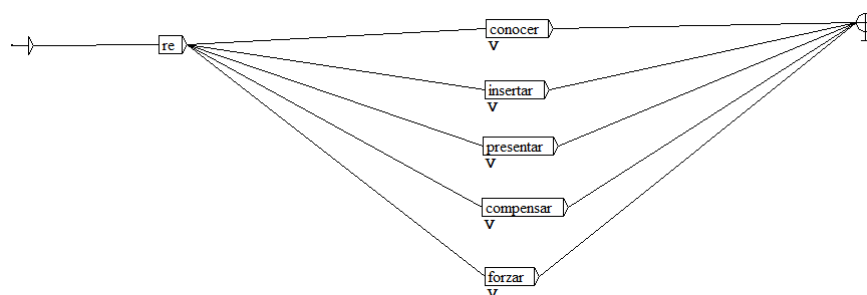 conocer
V
re
insertar
V
presentar
V
compensar
V
forzar
V